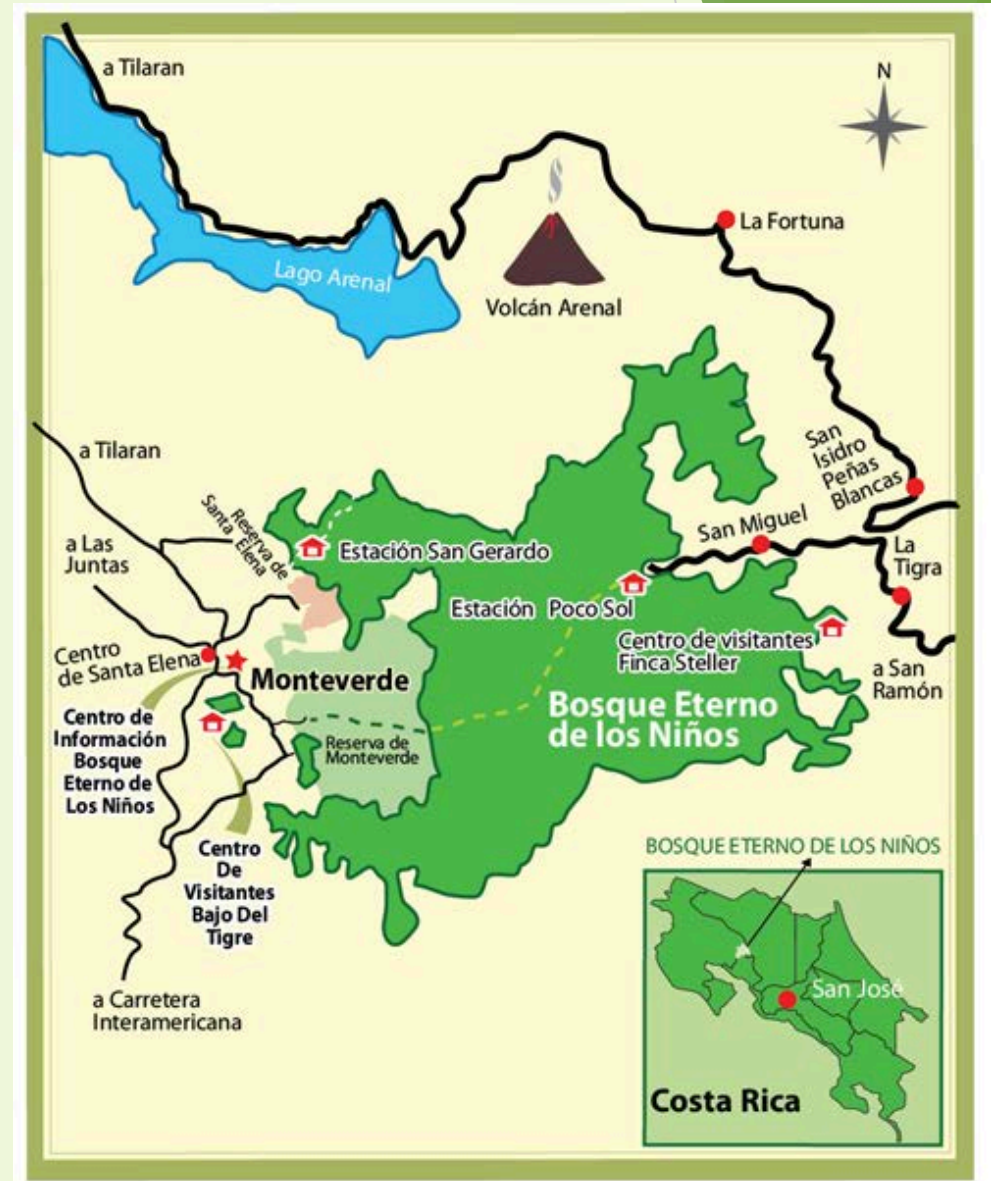 a Tilaran
N
La Fortuna
Lago Arenal
Volcán Arenal
a Tilaran
San
Isidro
Peñas
Blancas
San Miguel
La
Tigra
a Las
Juntas
Reserva de
Santa Elena
Estación San Gerardo
Estación Poco Sol
Centro de visitantes
Finca Steller
a San
Ramón
Centro
de Santa Elena
Monteverde
Bosque Eterno
de los Niños
Centro de
Información
Bosque
Eterno de
Los Niños
Reserva de
Monteverde
Centro
De
Visitantes
Bajo Del
Tigre
a Carretera
Interamericana
BOSQUE ETERNO DE LOS NIÑOS
San José
Costa Rica